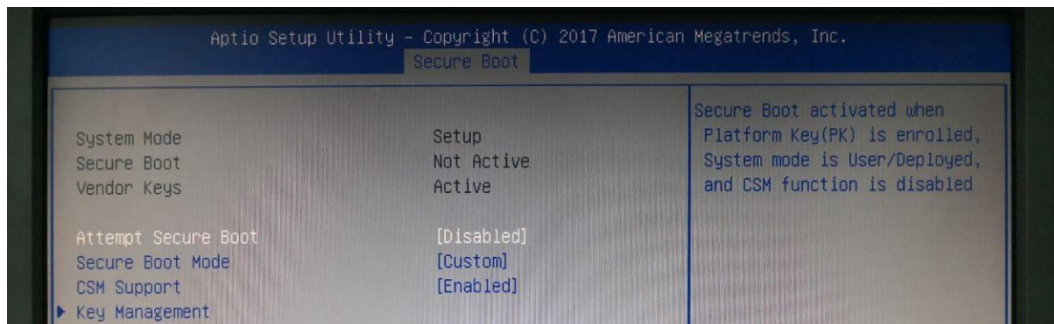 Aptio Setup Utility – Copyright (C) 2017 American Megatrends, Inc.
Secure Boot
System Mode Setup
Secure Boot Not Active
Vendor Keys Active
Attempt Secure Boot [Disabled]
Secure Boot Mode [Custom]
CSM Support [Enabled]
Key Management
Secure Boot activated when
Platform Key(PK) is enrolled,
System mode is User/Deployed,
and CSM function is disabled